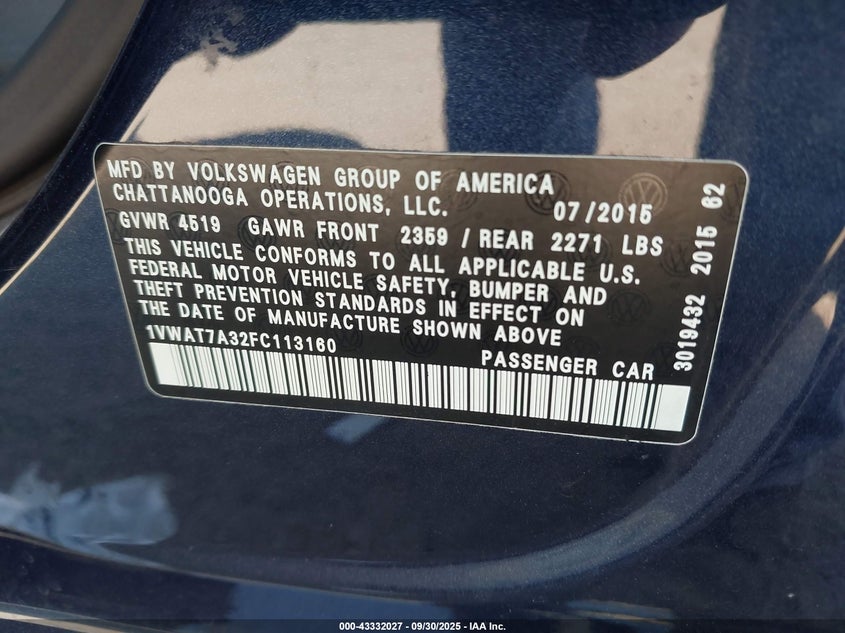 MFD BY VOLKSWAGEN GROUP OF AMERICA
CHATTANOOGA OPERATIONS, LLC. 07/2015
GVWR 4519 GAWR FRONT 2359 / REAR 2271 LBS
THIS VEHICLE CONFORMS TO ALL APPLICABLE U.S.
FEDERAL MOTOR VEHICLE SAFETY, BUMPER AND
THEFT PREVENTION STANDARDS IN EFFECT ON
THE DATE OF MANUFACTURE SHOWN ABOVE
1VWAT7A32FC113160 PASSENGER CAR
3019432 2015 62
000-43332027 - 09/30/2025 - IAA Inc.